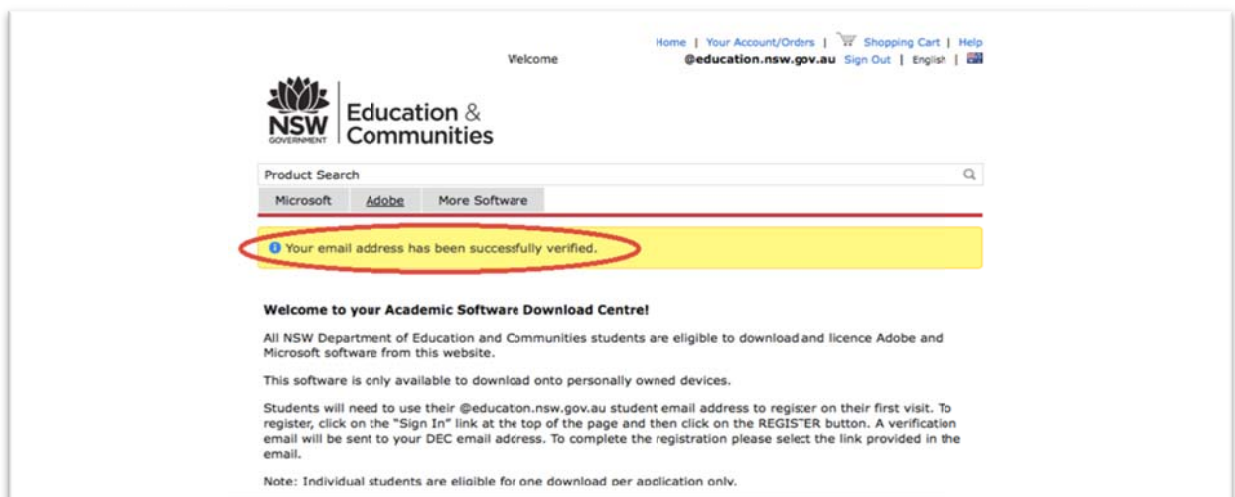 Home | Your Account/Orders | Shopping Cart | Help
Welcome @education.nsw.gov.au Sign Out | English |
NSW
GOVERNMENT
Education &
Communities
Product Search
Microsoft Adobe More Software
Your email address has been successfully verified.
Welcome to your Academic Software Download Centre!
All NSW Department of Education and Communities students are eligible to download and licence Adobe and
Microsoft software from this website.
This software is only available to download onto personally owned devices.
Students will need to use their @educaton.nsw.gov.au student email address to register on their first visit. To
register, click on the "Sign In" link at the top of the page and then click on the REGISTER button. A verification
email will be sent to your DEC email address. To complete the registration please select the link provided in the
email.
Note: Individual students are eligible for one download per application only.